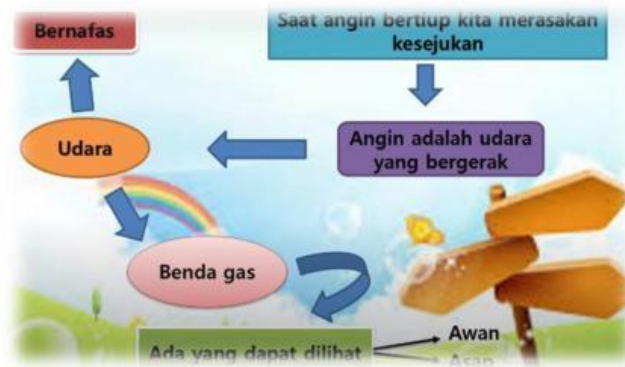 Bernafas
Saat angin bertiup kita merasakan
kesejukan
Udara
Angin adalah udara
yang bergerak
Benda gas
Ada yang dapat dilihat
Awan
Asap